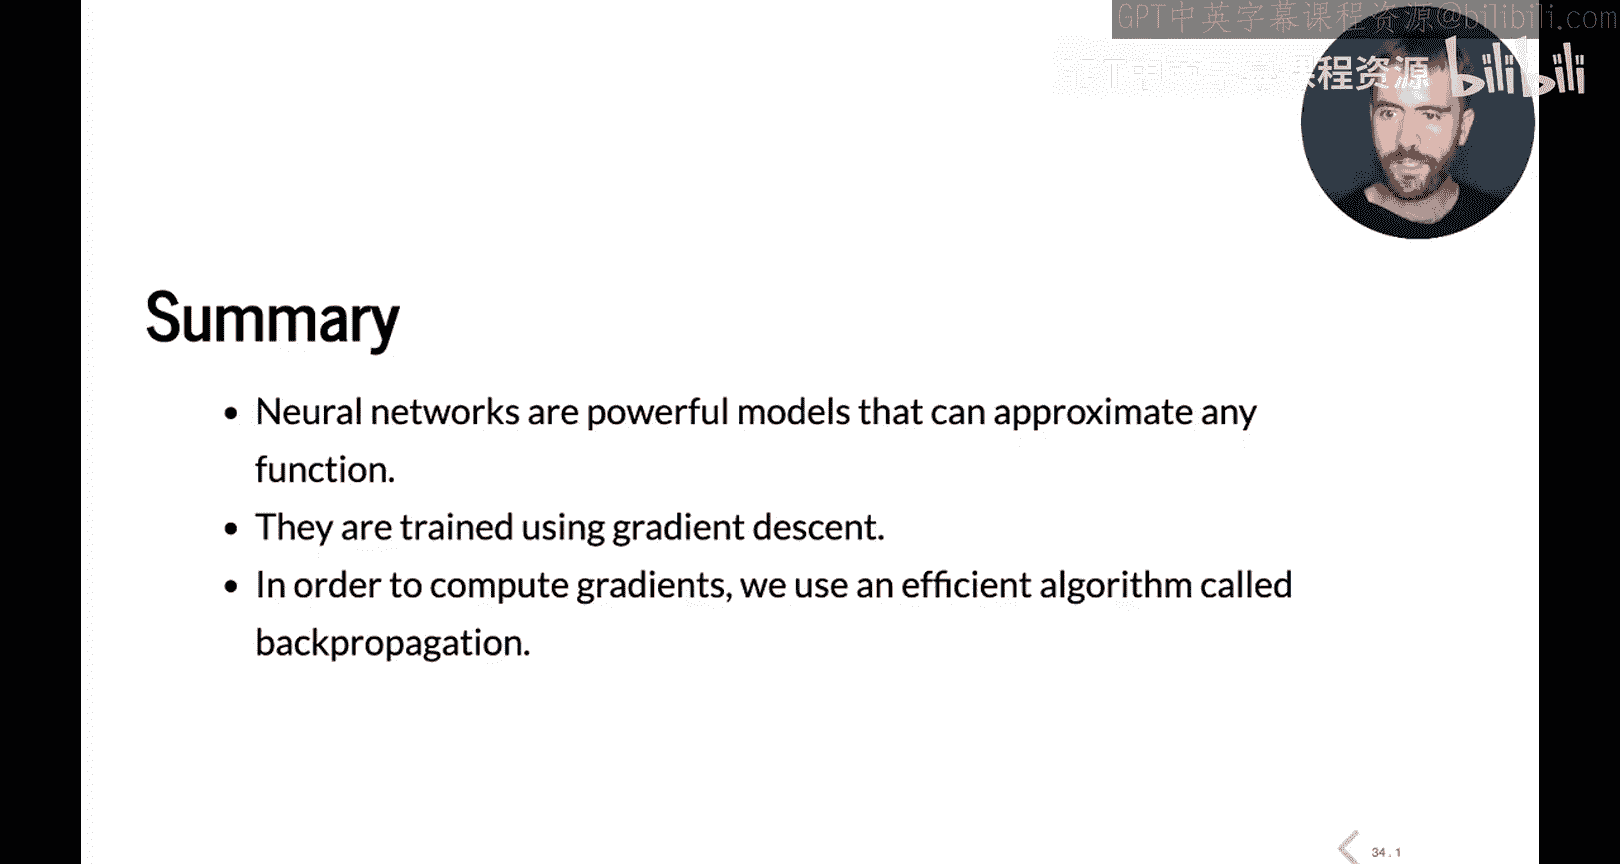 GPT中英字幕课程资源@bilibili.com
课程资源 bilibili
Summary
• Neural networks are powerful models that can approximate any
function.
• They are trained using gradient descent.
• In order to compute gradients, we use an efficient algorithm called
backpropagation.
34.1